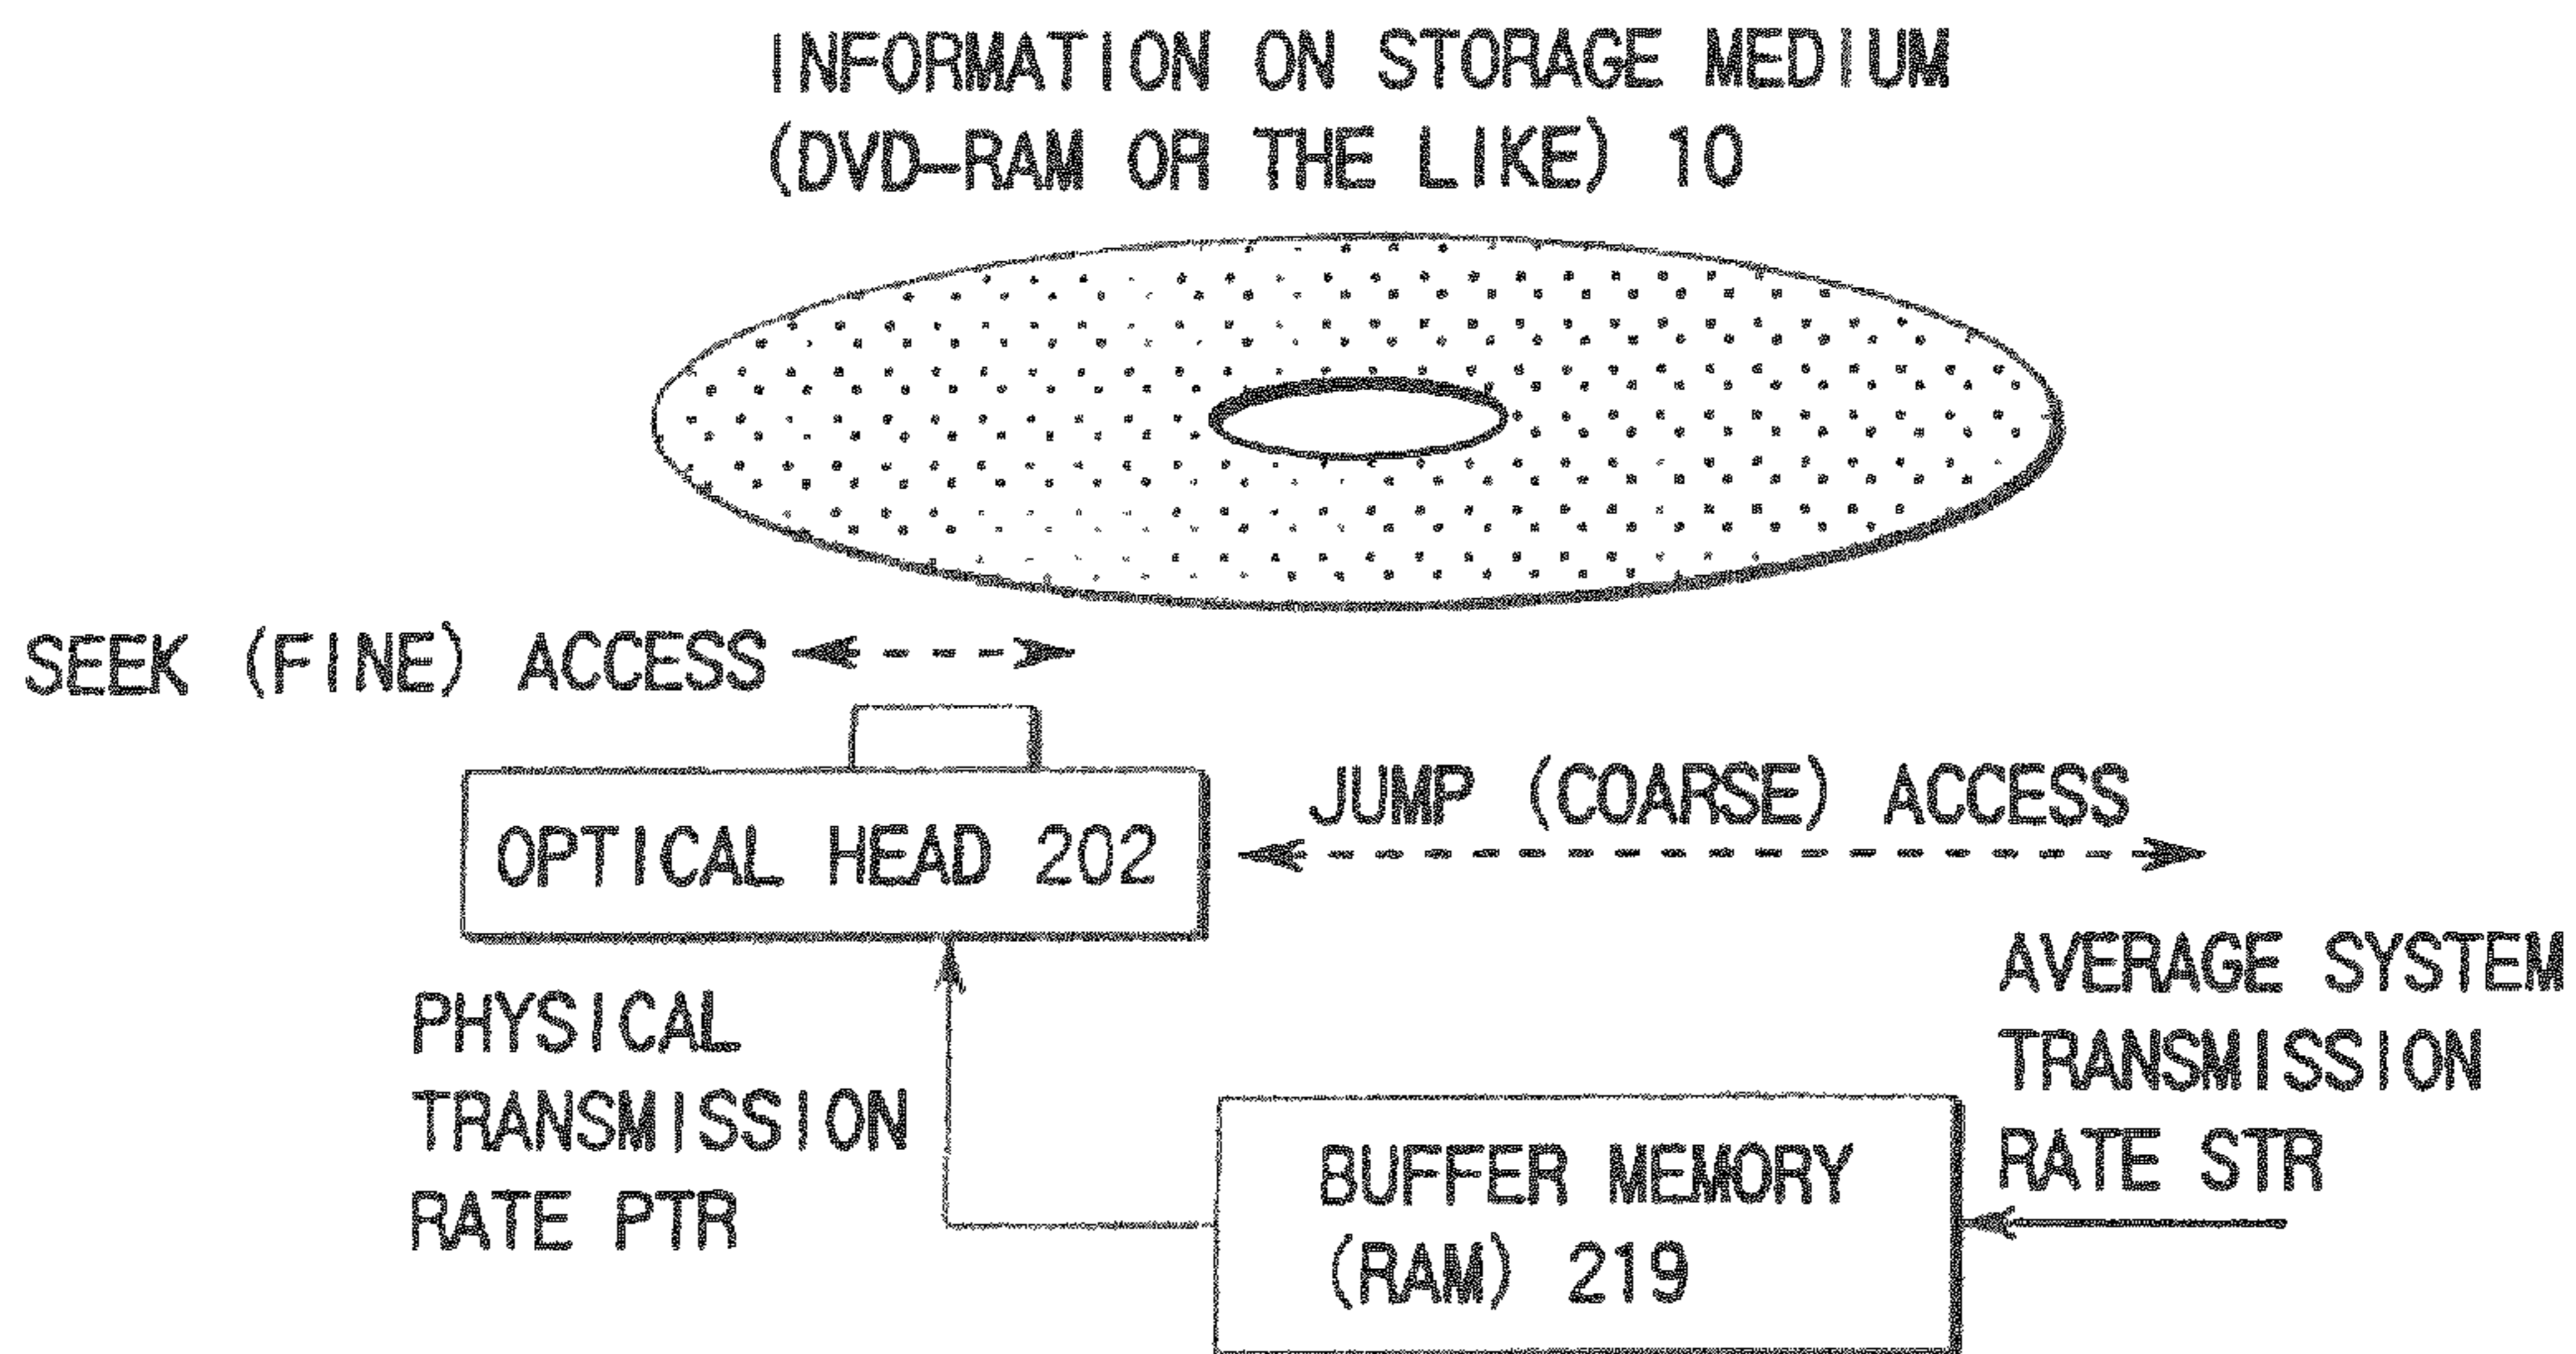 INFORMATION ON STORAGE MEDIUM
(DVD-RAM OR THE LIKE) 10
SEEK (FINE) ACCESS
OPTICAL HEAD 202
JUMP (COARSE) ACCESS
PHYSICAL
TRANSMISSION
RATE PTR
AVERAGE SYSTEM
TRANSMISSION
RATE STR
BUFFER MEMORY
(RAM) 219